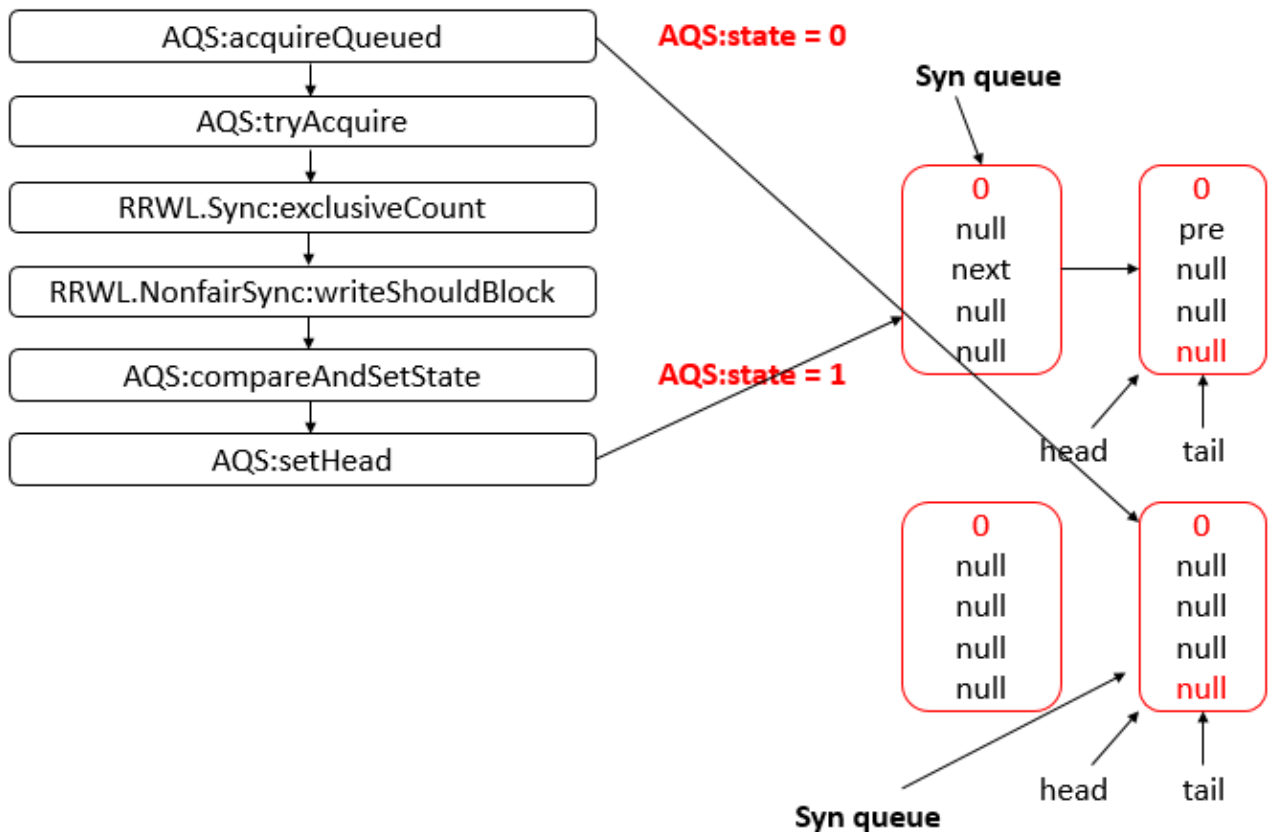 AQS:acquireQueued
AQS:tryAcquire
RRWL.Sync:exclusiveCount
RRWL.NonfairSync:writeShouldBlock
AQS:compareAndSetState
AQS:setHead
AQS:state = 0
AQS:state = 1
Syn queue
0
null
next
null
null
0
pre
null
null
null
head
tail
0
null
null
null
null
0
null
null
null
null
head
tail
Syn queue